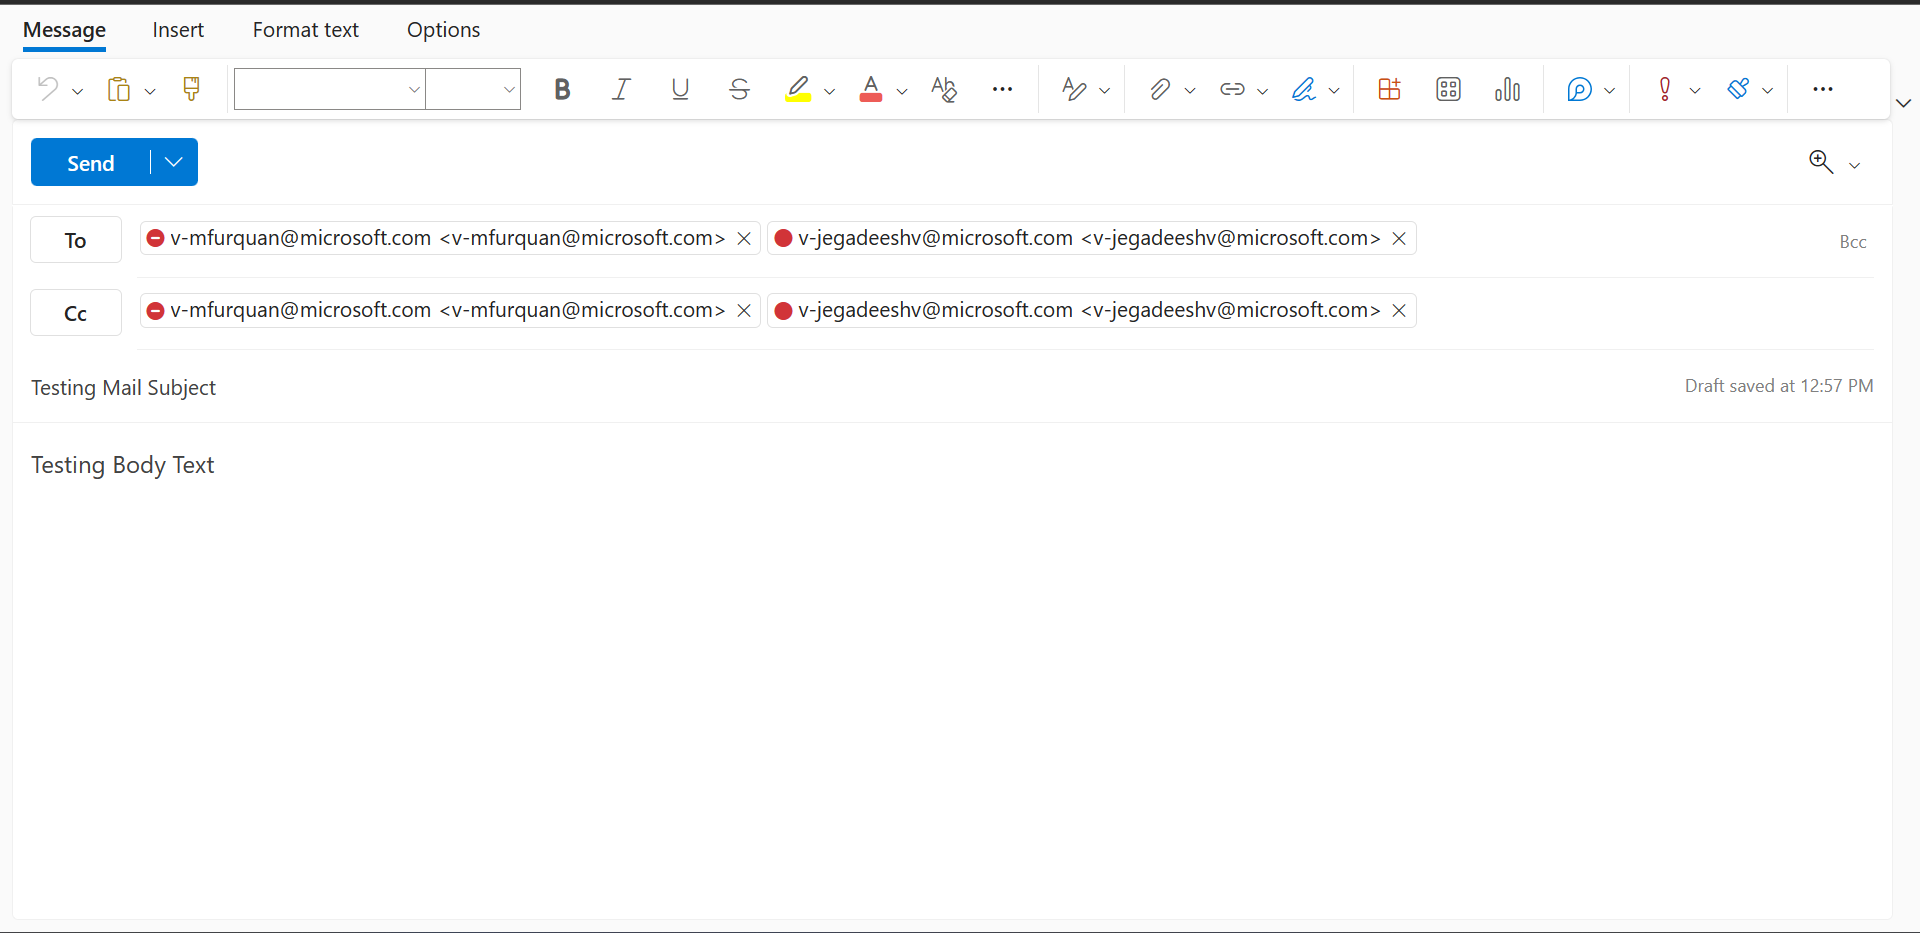 Message Insert Format text Options
Send
To v-mfurquan@microsoft.com <v-mfurquan@microsoft.com> v-jegadeeshv@microsoft.com <v-jegadeeshv@microsoft.com> Bcc
Cc v-mfurquan@microsoft.com <v-mfurquan@microsoft.com> v-jegadeeshv@microsoft.com <v-jegadeeshv@microsoft.com>
Testing Mail Subject Draft saved at 12:57 PM
Testing Body Text